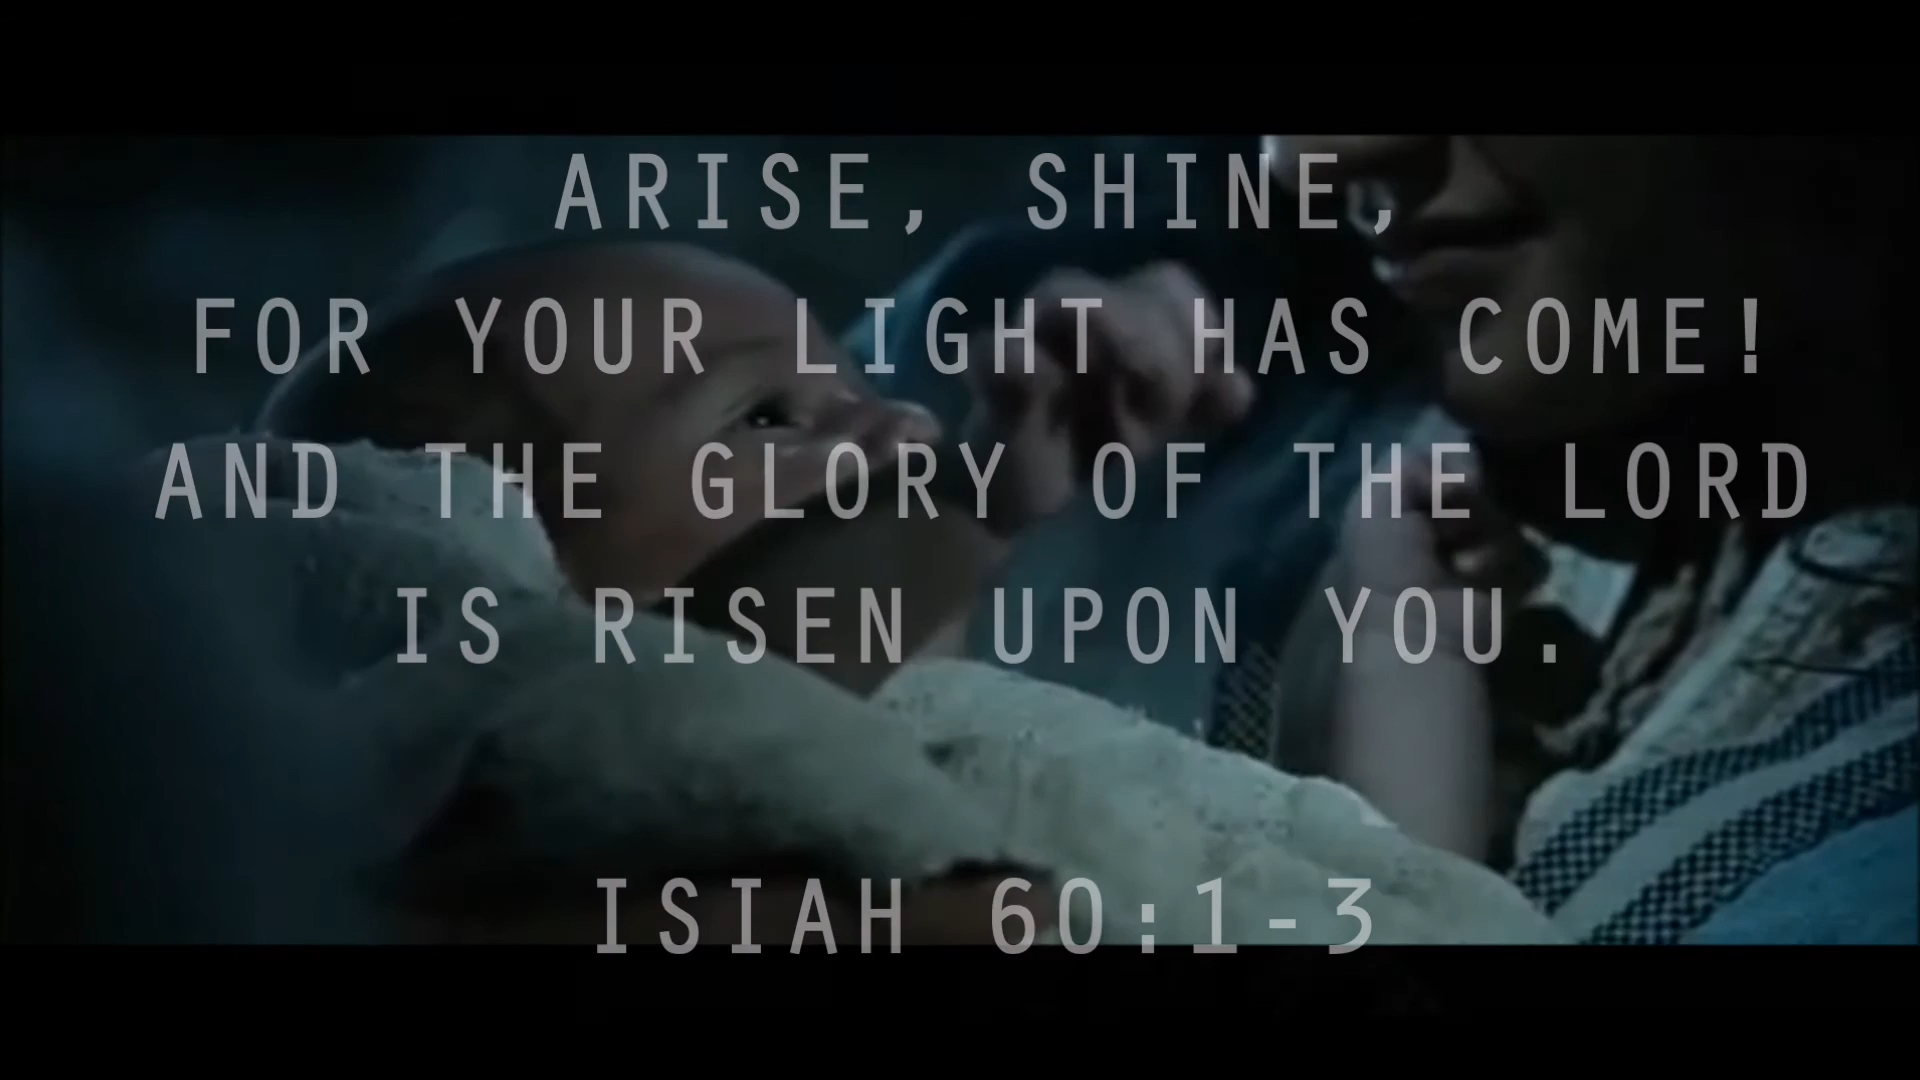 ARISE, SHINE,
FOR YOUR LIGHT HAS COME!
AND THE GLORY OF THE LORD
IS RISEN UPON YOU.
ISIAH 60:1-3